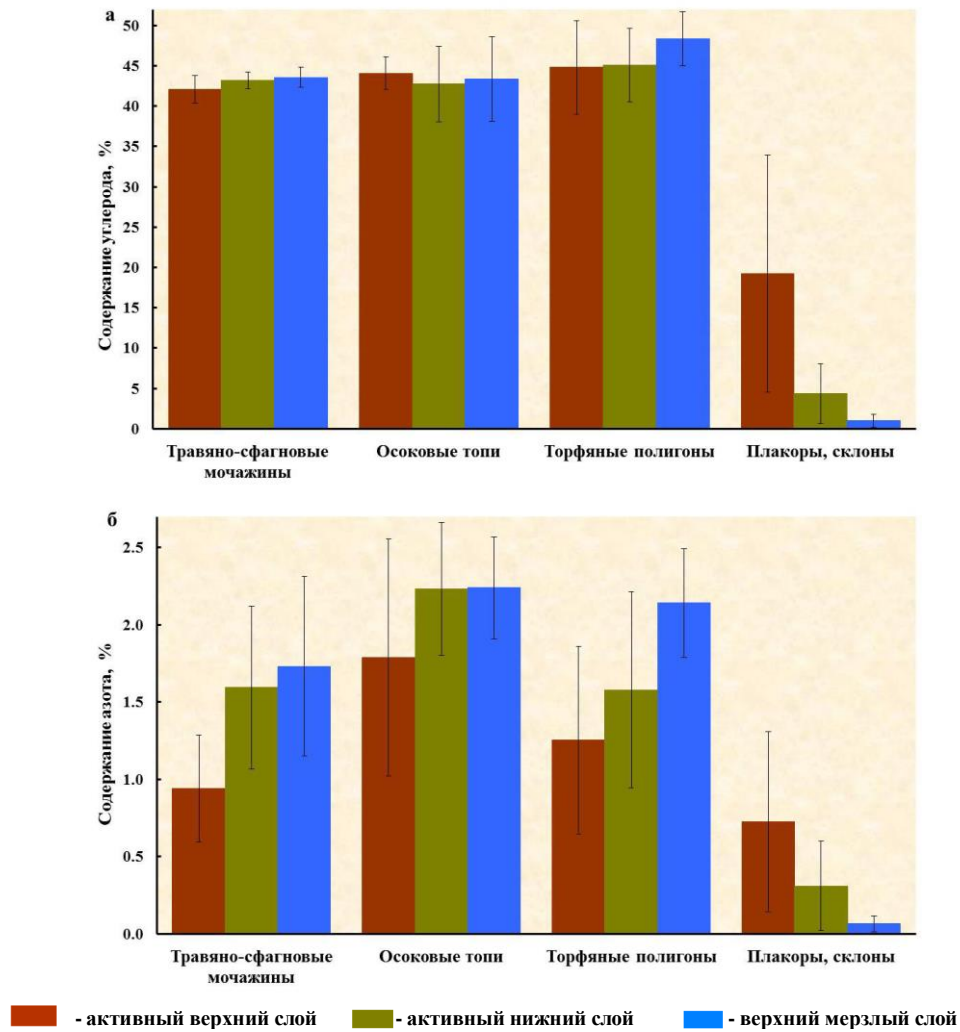 а
Содержание углерода, %
50
45
40
35
30
25
20
15
10
5
0
Травяно-сфагновые
мочажины
Осоковые топи
Торфяные полигоны
Плакоры, склоны
б
Содержание азота, %
2.5
2.0
1.5
1.0
0.5
0.0
Травяно-сфагновые
мочажины
Осоковые топи
Торфяные полигоны
Плакоры, склоны
- активный верхний слой
- активный нижний слой
- верхний мерзлый слой